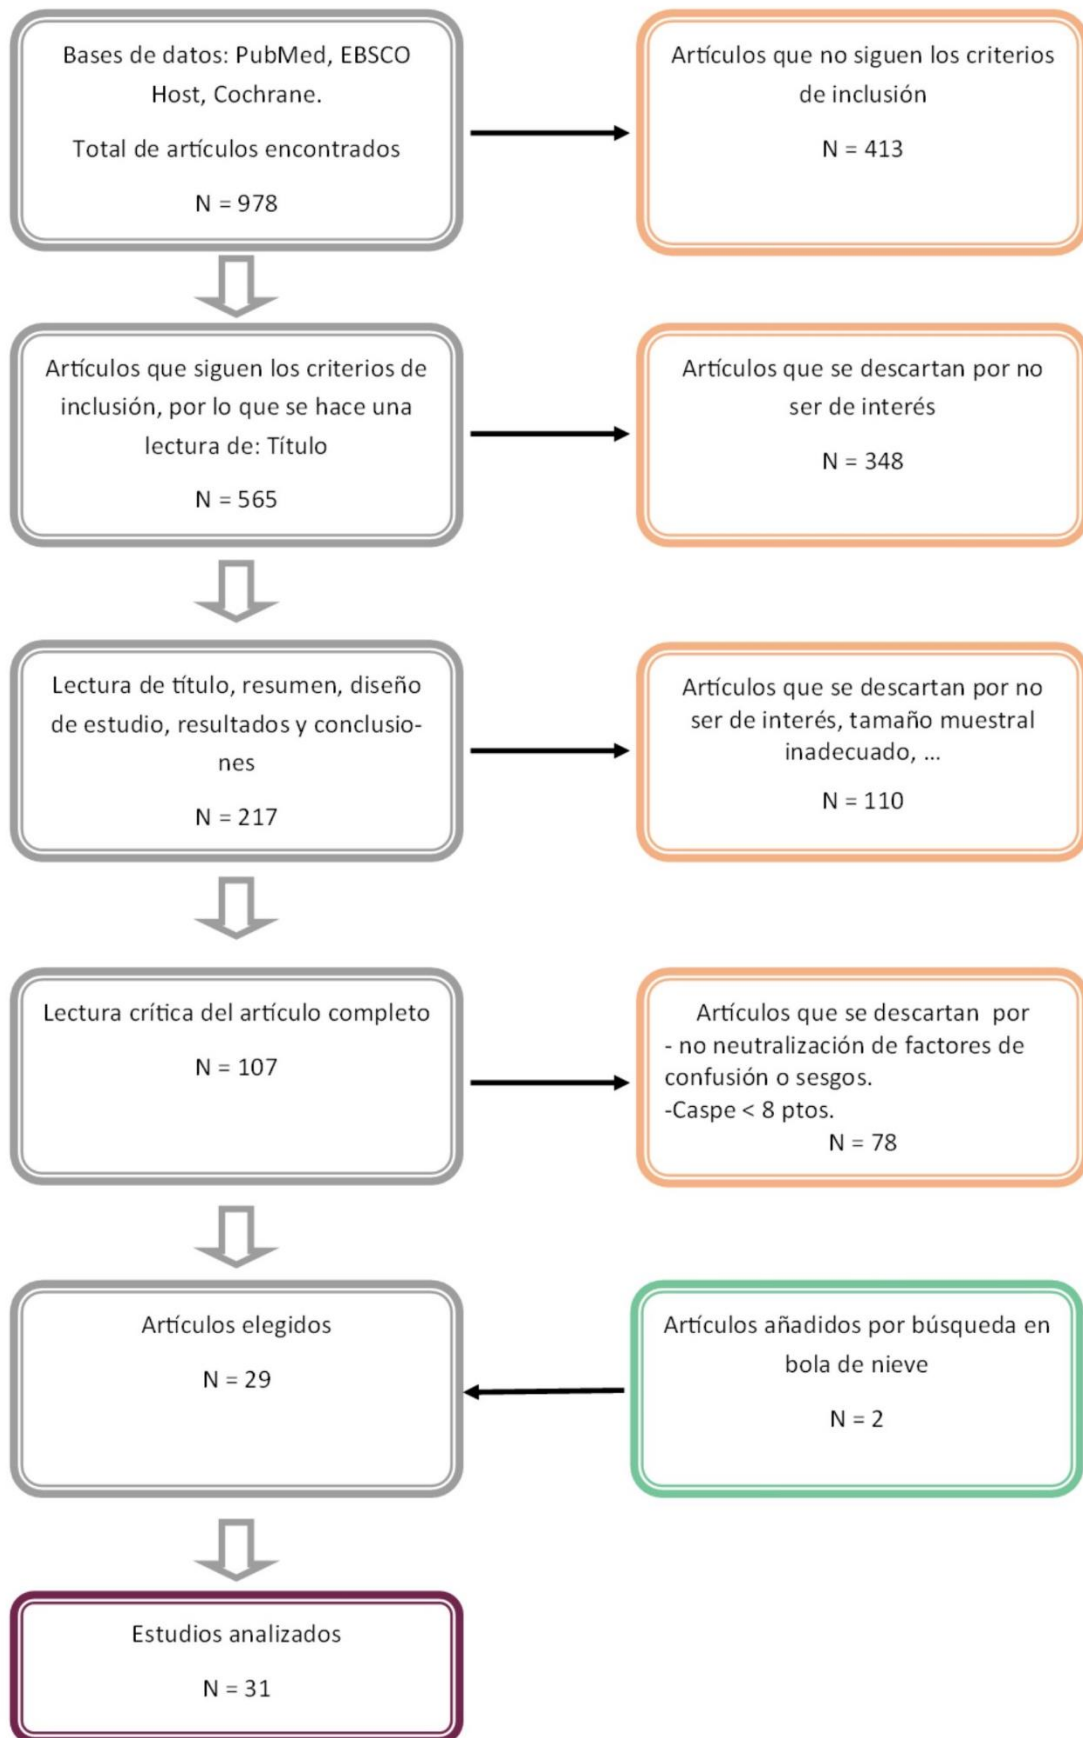 Bases de datos: PubMed, EBSCO
Host, Cochrane.
Total de artículos encontrados
N = 978
Artículos que no siguen los criterios
de inclusión
N = 413
Artículos que siguen los criterios de
inclusión, por lo que se hace una
lectura de: Título
N = 565
Artículos que se descartan por no
ser de interés
N = 348
Lectura de título, resumen, diseño
de estudio, resultados y conclusio-
nes
N = 217
Artículos que se descartan por no
ser de interés, tamaño muestral
inadecuado, ...
N = 110
Lectura crítica del artículo completo
N = 107
Artículos que se descartan por
- no neutralización de factores de
confusión o sesgos.
-Caspe < 8 ptos.
N = 78
Artículos elegidos
N = 29
Artículos añadidos por búsqueda en
bola de nieve
N = 2
Estudios analizados
N = 31